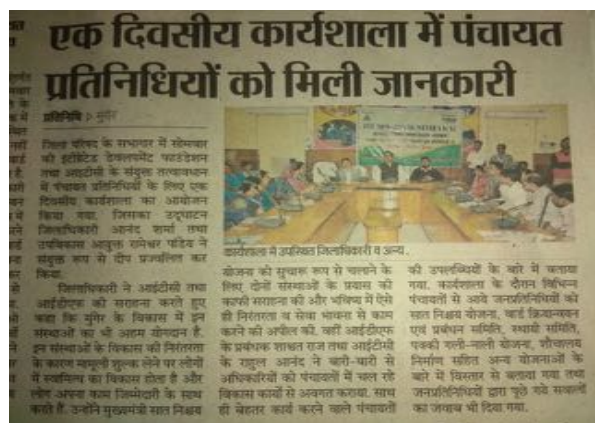 एक दिवसीय कार्यशाला में पंचायत
प्रतिनिधियों को मिली जानकारी
प्रतिनिधि > मुंगेर
जिला परिषद के सभागार में सोमवार
को इंटीग्रेटेड डेवलपमेंट फाउंडेशन
तथा आइटीसी के संयुक्त तत्वावधान
में पंचायत प्रतिनिधियों के लिए एक
दिवसीय कार्यशाला का आयोजन
किया गया. जिसका उद्घाटन
जिलाधिकारी आनंद शर्मा तथा
उपविकास आयुक्त रामेश्वर पांडेय ने
संयुक्त रूप से दीप प्रज्वलित कर
किया.
जिलाधिकारी ने आईटीसी तथा
आईडीएफ की सराहना करते हुए
कहा कि मुंगेर के विकास में इन
संस्थाओं का भी अहम योगदान है.
इन संस्थाओं के विकास की निरंतरता
के कारण मामूली शुल्क लेने पर लोगों
में स्वामित्व का विकास होता है और
लोग अपना काम जिम्मेदारी के साथ
करते हैं. उन्होंने मुख्यमंत्री सात निश्चय
कार्यशाला में उपस्थित जिलाधिकारी व अन्य.
योजना को सुचारू रूप से चलाने के
लिए दोनों संस्थाओं के प्रयास की
काफी सराहना की और भविष्य में ऐसे
ही निरंतरता व सेवा भावना से काम
करने की अपील की. वहीं आईडीएफ
के प्रबंधक शाश्वत राज तथा आईटीसी
के राहुल आनंद ने बारी-बारी से
अधिकारियों को पंचायतों में चल रहे
विकास कार्यों से अवगत कराया. साथ
ही बेहतर कार्य करने वाले पंचायतों
की उपलब्धियों के बारे में बताया
गया. कार्यशाला के दौरान विभिन्न
पंचायतों से आये जनप्रतिनिधियों को
सात निश्चय योजना, वार्ड क्रियान्वयन
एवं प्रबंधन समिति, स्थायी समिति,
पक्की गली-नाली योजना, शौचालय
निर्माण सहित अन्य योजनाओं के
बारे में विस्तार से बताया गया तथा
जनप्रतिनिधियों द्वारा पूछे गये सवालों
का जवाब भी दिया गया.